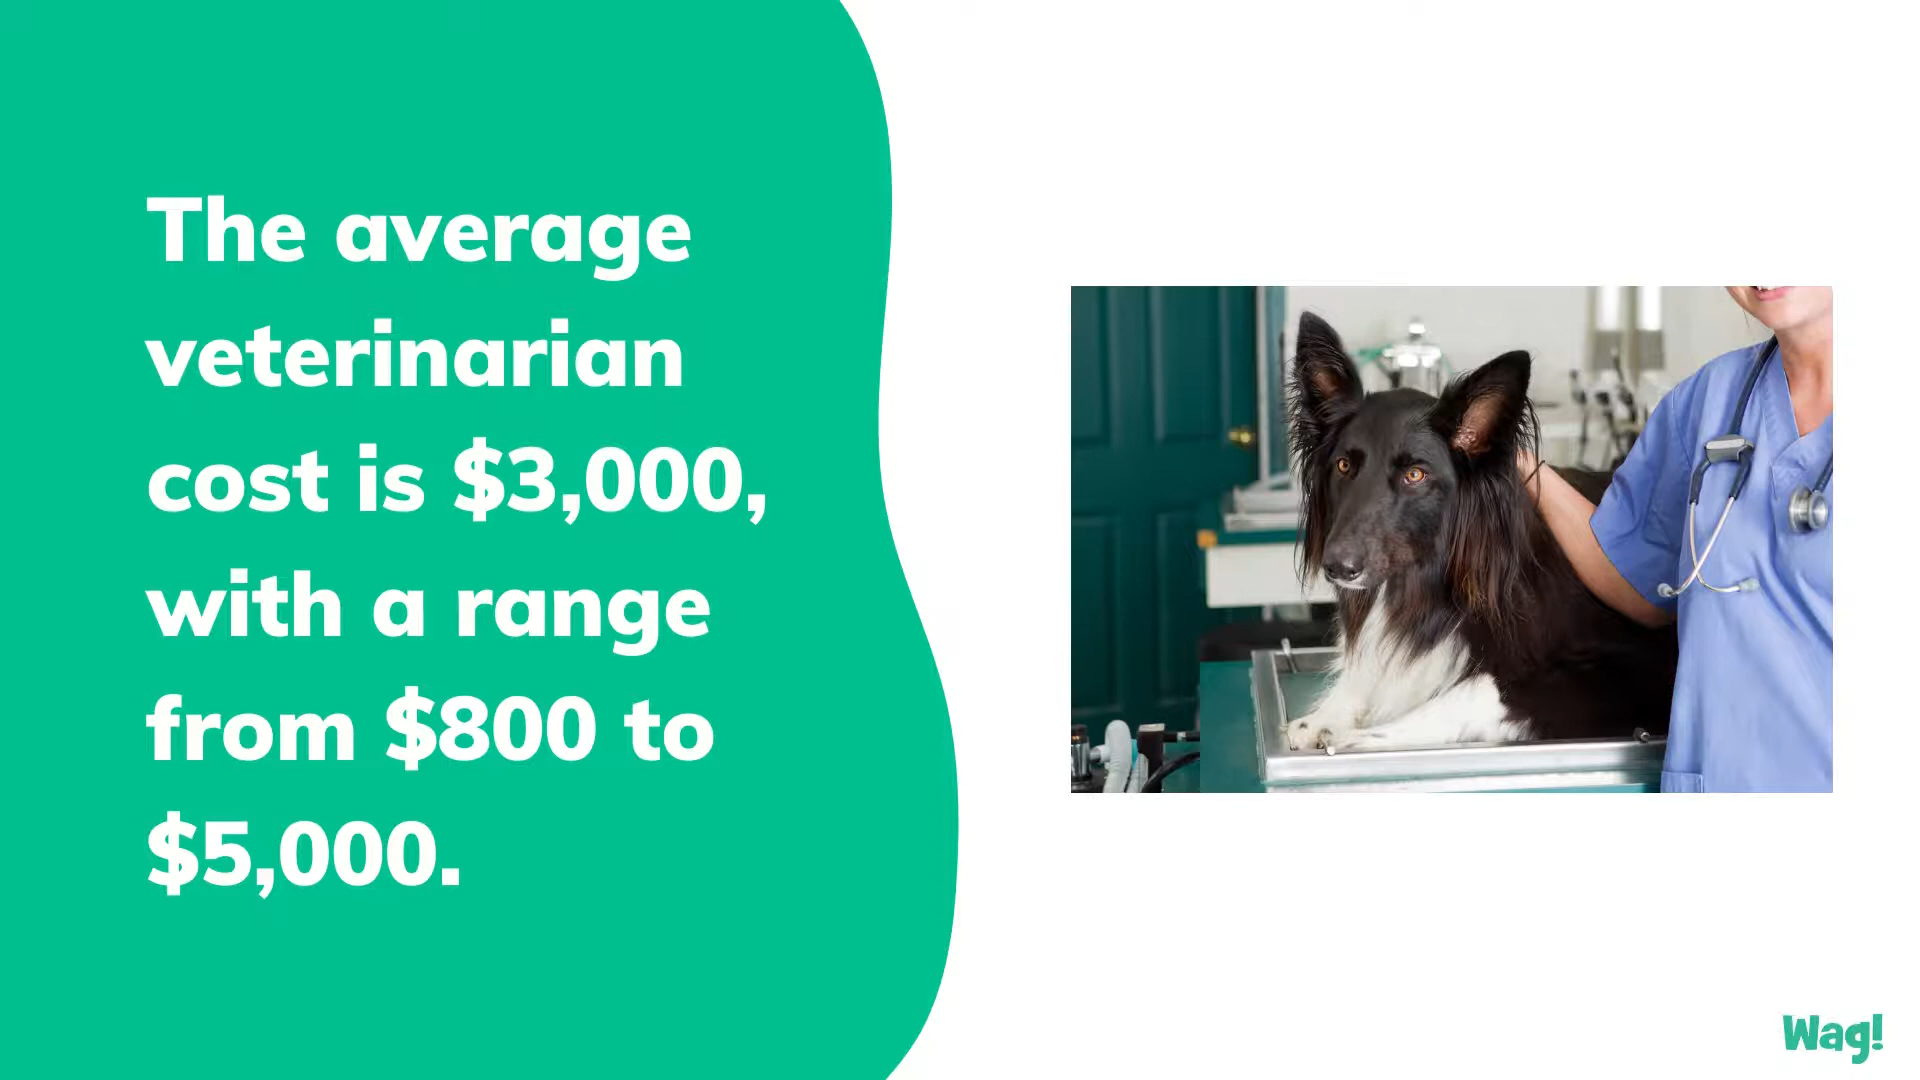 The average
veterinarian
cost is $3,000,
with a range
from $800 to
$5,000.
Wag!